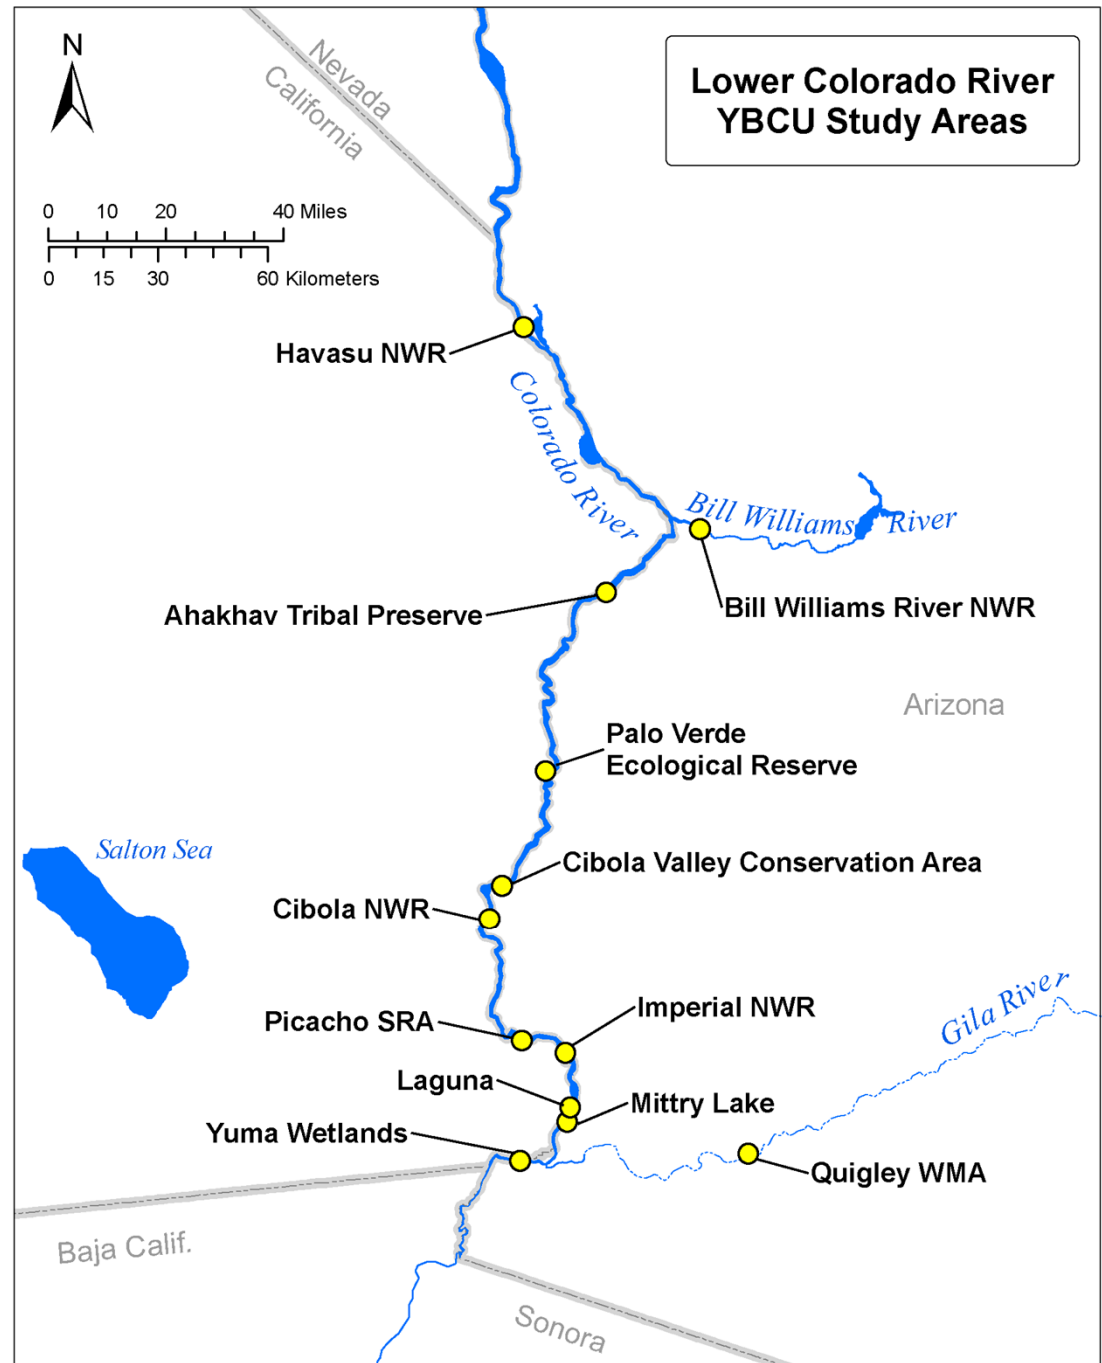 N
Nevada
California
Lower Colorado River
YBCU Study Areas
0 10 20 40 Miles
0 15 30 60 Kilometers
Havasu NWR
Colorado River
Bill Williams River
Ahakhav Tribal Preserve
Bill Williams River NWR
Arizona
Palo Verde
Ecological Reserve
Salton Sea
Cibola Valley Conservation Area
Cibola NWR
Gila River
Imperial NWR
Picacho SRA
Laguna
Mittry Lake
Yuma Wetlands
Quigley WMA
Baja Calif.
Sonora